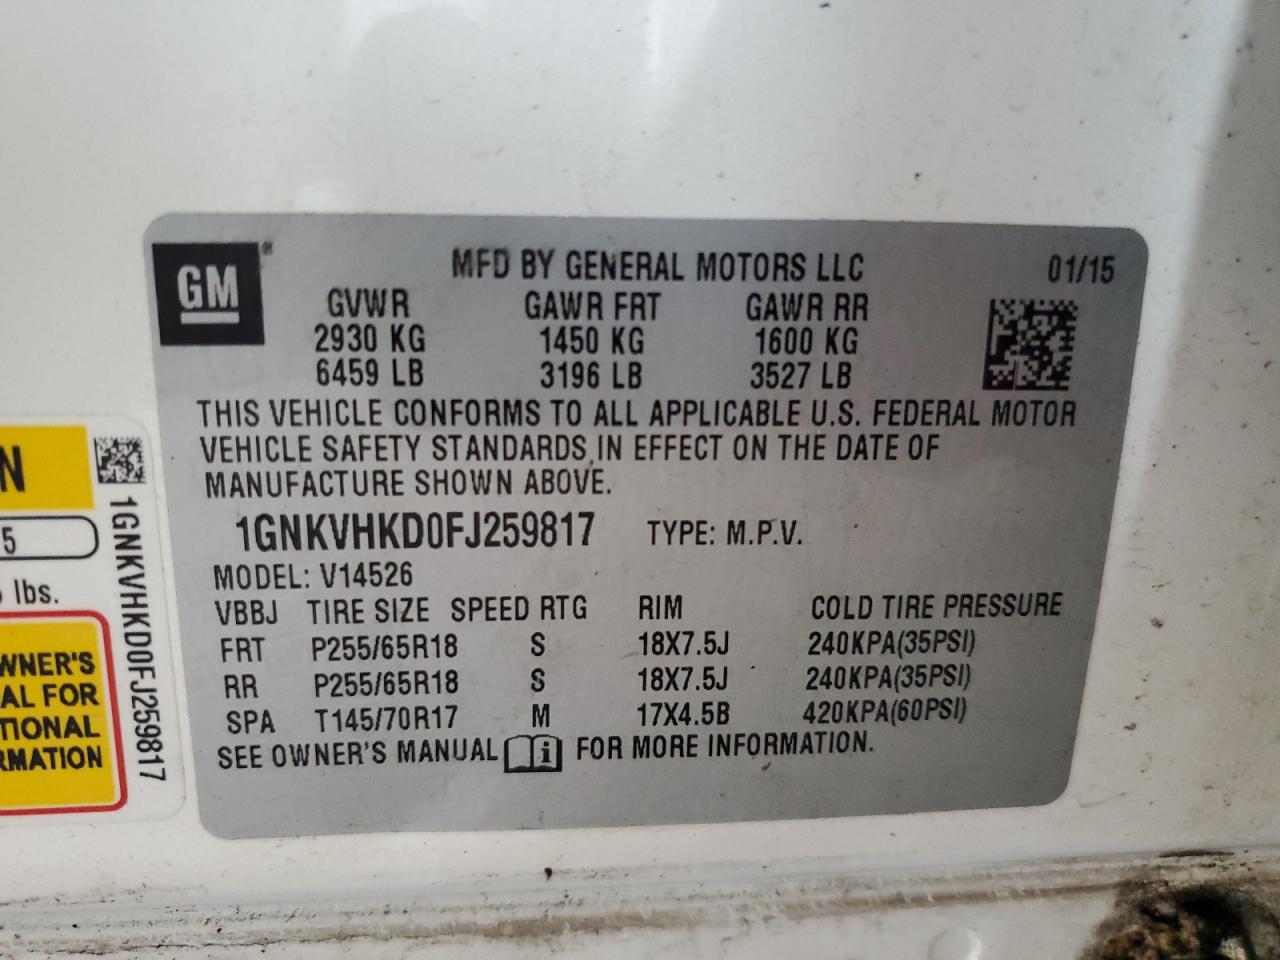 GM ®
MFD BY GENERAL MOTORS LLC 01/15
GVWR GAWR FRT GAWR RR
2930 KG 1450 KG 1600 KG
6459 LB 3196 LB 3527 LB
THIS VEHICLE CONFORMS TO ALL APPLICABLE U.S. FEDERAL MOTOR
VEHICLE SAFETY STANDARDS IN EFFECT ON THE DATE OF
MANUFACTURE SHOWN ABOVE.
1GNKVHKD0FJ259817 TYPE: M.P.V.
MODEL: V14526
VBBJ TIRE SIZE SPEED RTG RIM COLD TIRE PRESSURE
FRT P255/65R18 S 18X7.5J 240KPA(35PSI)
RR P255/65R18 S 18X7.5J 240KPA(35PSI)
SPA T145/70R17 M 17X4.5B 420KPA(60PSI)
SEE OWNER'S MANUAL i FOR MORE INFORMATION.
N
5
lbs.
WNER'S
AL FOR
TIONAL
RMATION
1GNKVHKD0FJ259817